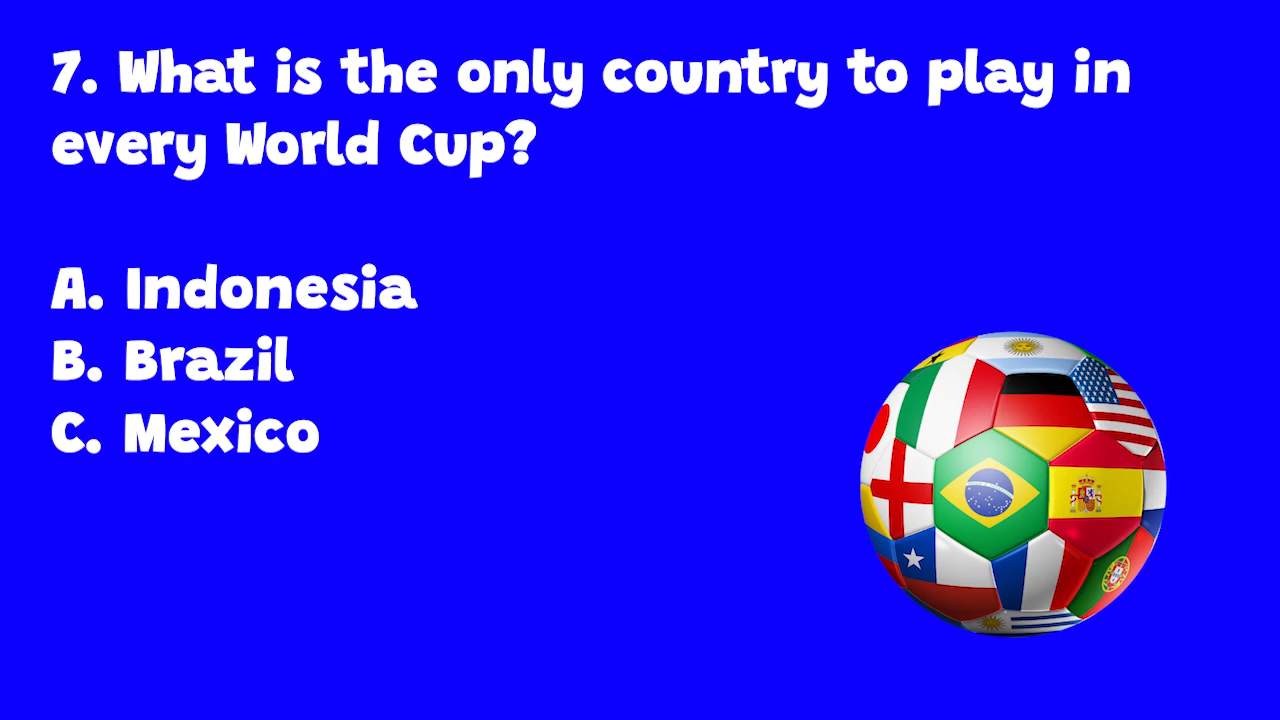 7. What is the only country to play in
every World Cup?
A. Indonesia
B. Brazil
C. Mexico